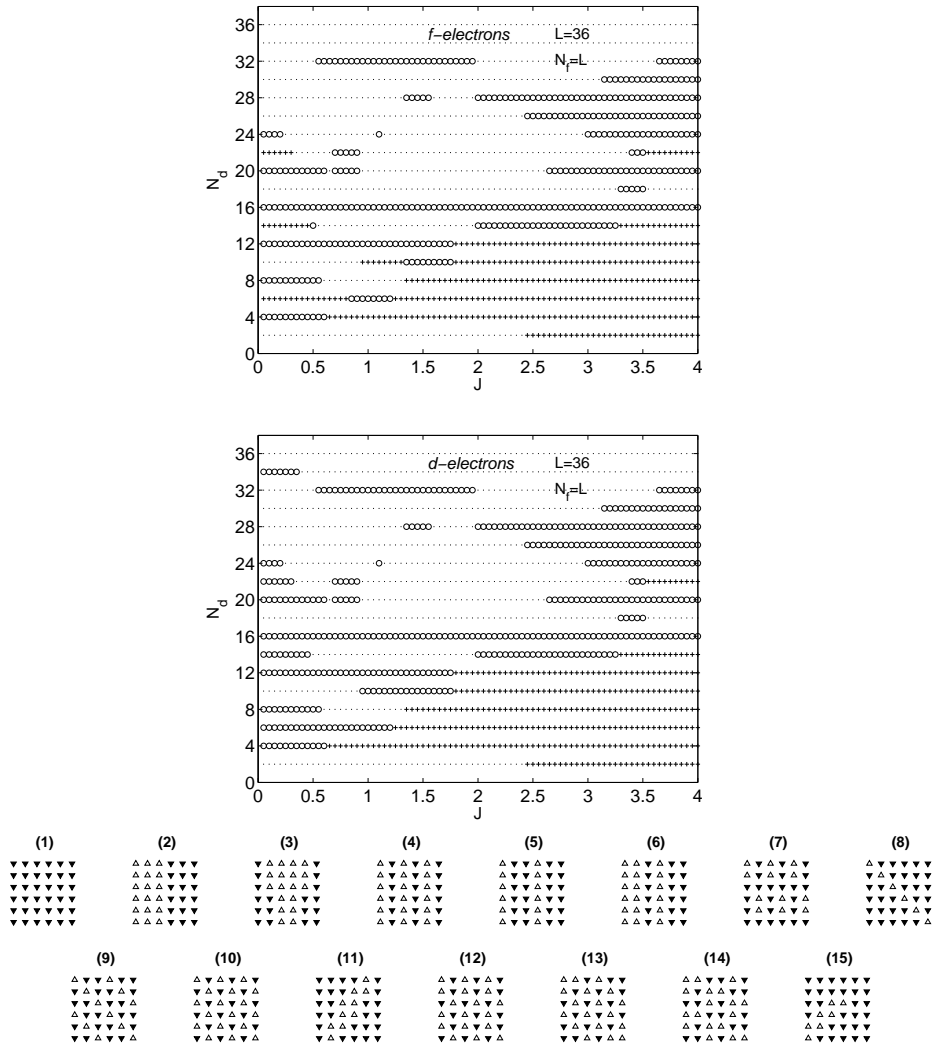 36
f−electrons L=36
32
N_f=L
28
24
20
N_d
16
12
8
4
0
0 0.5 1 1.5 2 2.5 3 3.5 4
J
36
d−electrons L=36
32
N_f=L
28
24
20
N_d
16
12
8
4
0
0 0.5 1 1.5 2 2.5 3 3.5 4
J
(1) (2) (3) (4) (5) (6) (7) (8)
(9) (10) (11) (12) (13) (14) (15)